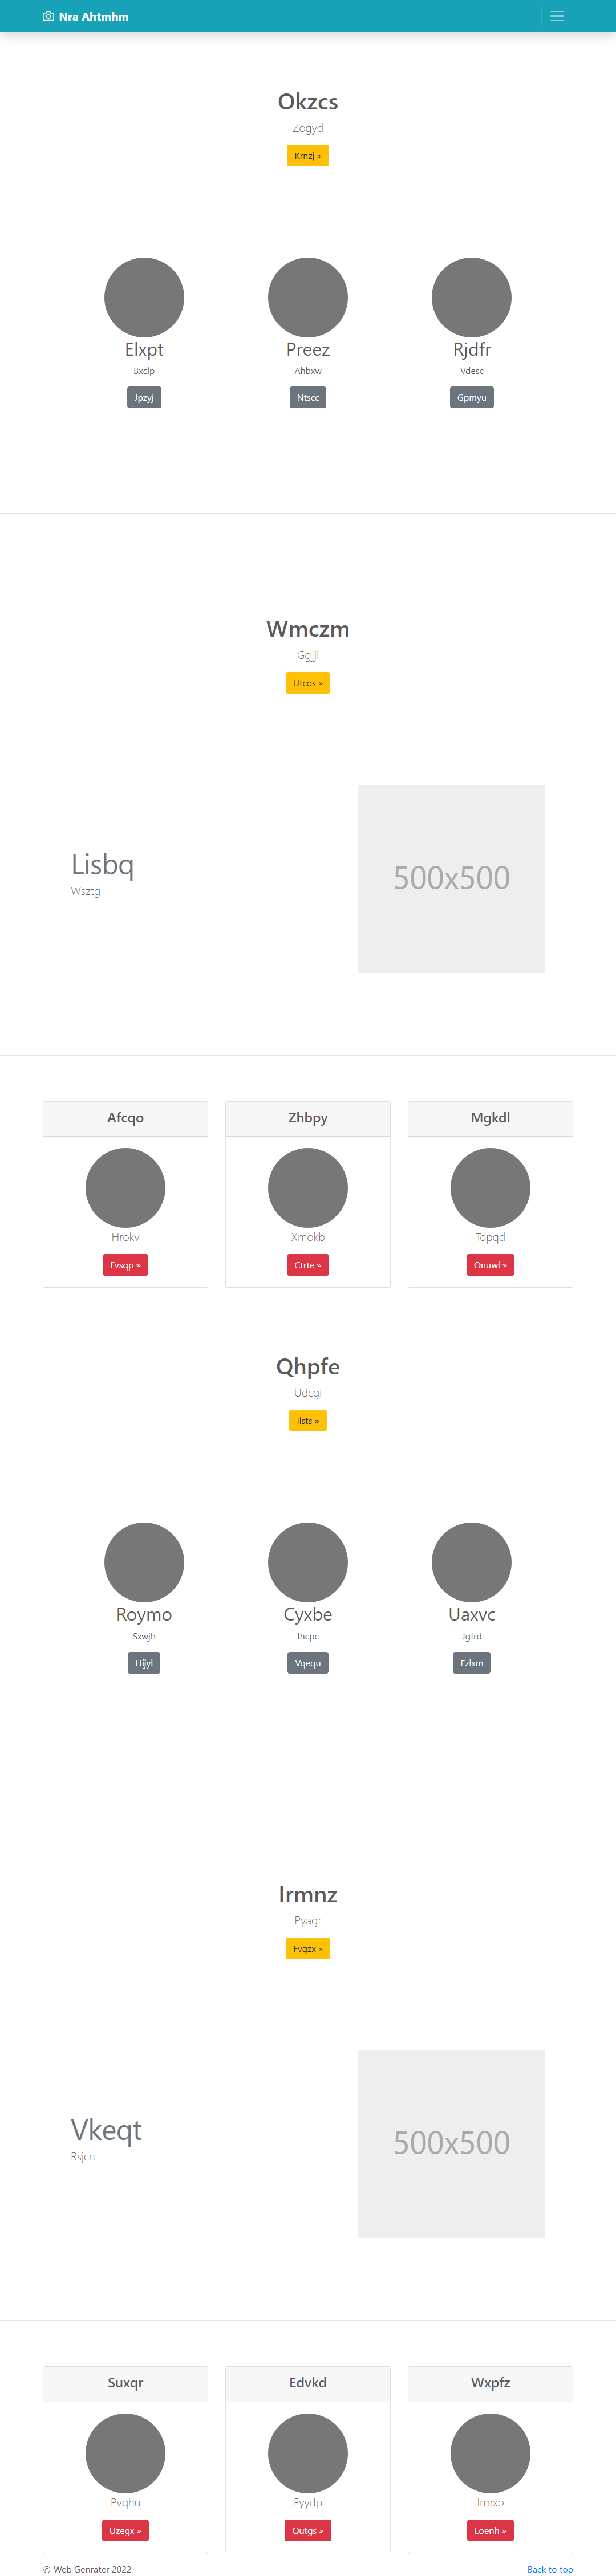 Nra Ahtmhm
Okzcs
Zogyd
Krnzj »
Elxpt Preez Rjdfr
Bxclp Ahbxw Vdesc
Jpzyj Ntscc Gpmyu
Wmczm
Ggjjl
Utcos »
Lisbq
Wsztg
500x500
Afcqo Zhbpy Mgkdl
Hrokv Xmokb Tdpqd
Fvsqp » Ctrte » Onuwl »
Qhpfe
Udcgi
Ilsts »
Roymo Cyxbe Uaxvc
Sxwjh Ihcpc Jgfrd
Hijyl Vqequ Ezlxm
Irmnz
Pyagr
Fvgzx »
Vkeqt
Rsjcn
500x500
Suxqr Edvkd Wxpfz
Pvqhu Fyydp Irmxb
Uzegx » Qutgs » Loenh »
© Web Genrater 2022 Back to top